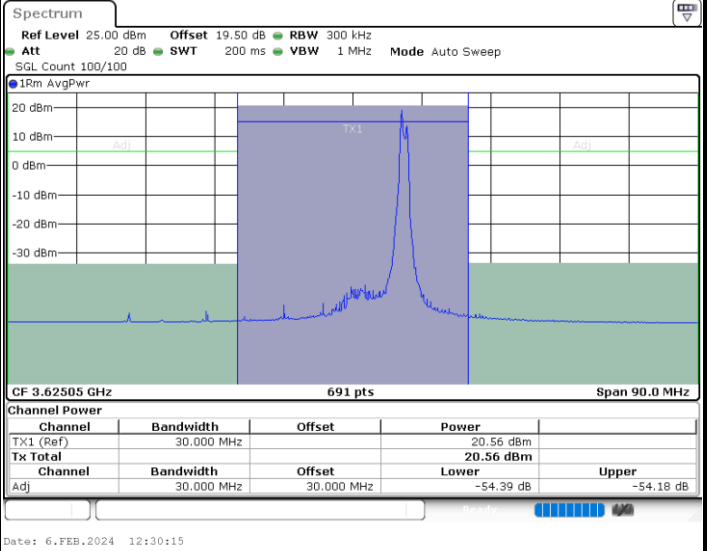 Spectrum
Ref Level 25.00 dBm Offset 19.50 dB RBW 300 kHz
Att 20 dB SWT 200 ms VBW 1 MHz Mode Auto Sweep
SGL Count 100/100
1Rm AvgPwr
20 dBm
TX1
10 dBm
Adj Adj
0 dBm
-10 dBm
-20 dBm
-30 dBm
CF 3.62505 GHz 691 pts Span 90.0 MHz
Channel Power
Channel Bandwidth Offset Power
TX1 (Ref) 30.000 MHz 20.56 dBm
Tx Total 20.56 dBm
Channel Bandwidth Offset Lower Upper
Adj 30.000 MHz 30.000 MHz -54.39 dB -54.18 dB
Ready
Date: 6.FEB.2024 12:30:15